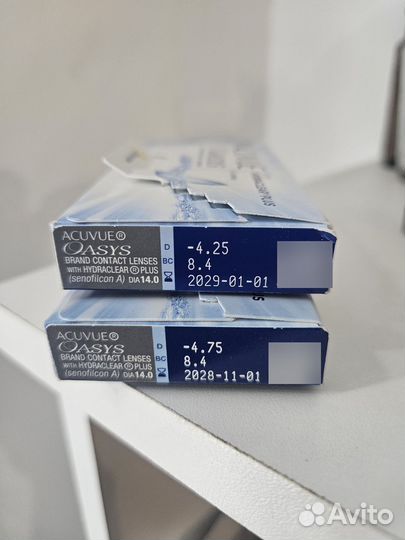 ACUVUE®
OASYS
BRAND CONTACT LENSES
WITH HYDRACLEAR® PLUS
(senofilcon A) DIA 14.0
D -4.25
BC 8.4
2029-01-01
ACUVUE®
OASYS
BRAND CONTACT LENSES
WITH HYDRACLEAR® PLUS
(senofilcon A) DIA 14.0
D -4.75
BC 8.4
2028-11-01
Avito